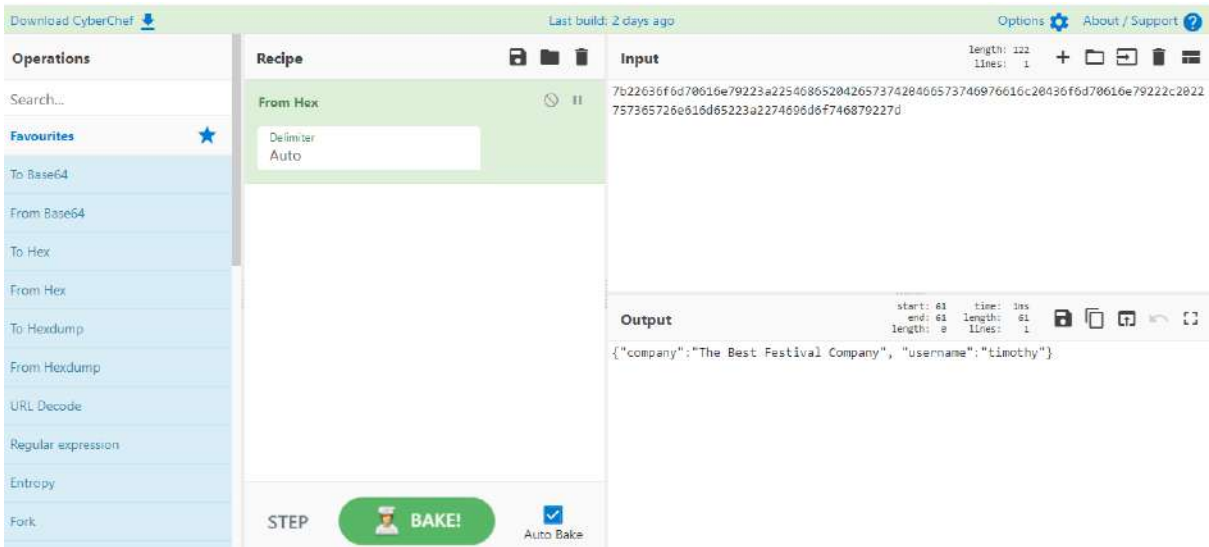 Download CyberChef
Last build: 2 days ago
Options
About / Support
Operations
Search...
Favourites
To Base64
From Base64
To Hex
From Hex
To Hexdump
From Hexdump
URL Decode
Regular expression
Entropy
Fork
Recipe
From Hex
Delimiter
Auto
STEP
BAKE!
Auto Bake
Input
length: 122
lines: 1
7b22636f6d70616e79223a22546865204265737420466573746976616c20436f6d70616e79222c2022
757365726e616d65223a2274696d6f746879227d
Output
start: 61 time: 1ms
end: 61 length: 61
length: 0 lines: 1
{"company":"The Best Festival Company", "username":"timothy"}